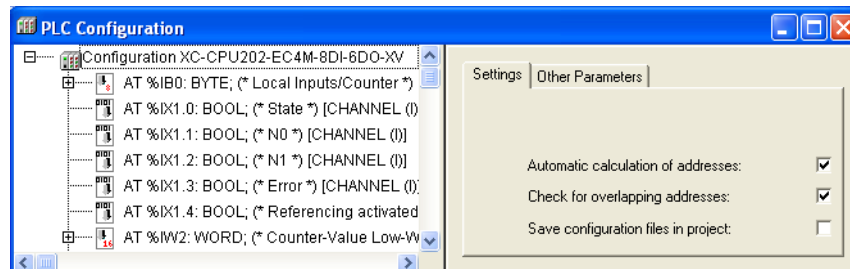 PLC Configuration
Configuration XC-CPU202-EC4M-8DI-6DO-XV
AT %IB0: BYTE; (* Local Inputs/Counter *)
AT %IX1.0: BOOL; (* State *) [CHANNEL (I)
AT %IX1.1: BOOL; (* N0 *) [CHANNEL (I)]
AT %IX1.2: BOOL; (* N1 *) [CHANNEL (I)]
AT %IX1.3: BOOL; (* Error *) [CHANNEL (I)]
AT %IX1.4: BOOL; (* Referencing activated
AT %IW2: WORD; (* Counter-Value Low-W
Settings
Other Parameters
Automatic calculation of addresses:
Check for overlapping addresses:
Save configuration files in project: